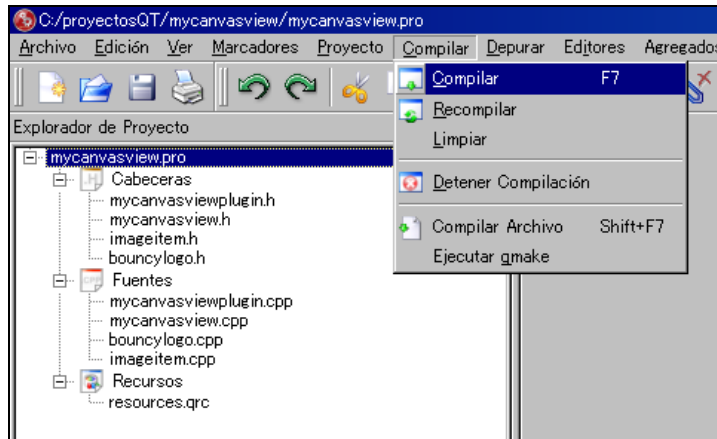 C:/proyectosQT/mycanvasview/mycanvasview.pro
Archivo Edición Ver Marcadores Proyecto Compilar Depurar Editores Agregados
Compilar F7
Recompilar
Limpiar
Detener Compilación
Compilar Archivo Shift+F7
Ejecutar qmake
Explorador de Proyecto
mycanvasview.pro
Cabeceras
mycanvasviewplugin.h
mycanvasview.h
imageitem.h
bouncylogo.h
Fuentes
mycanvasviewplugin.cpp
mycanvasview.cpp
bouncylogo.cpp
imageitem.cpp
Recursos
resources.qrc